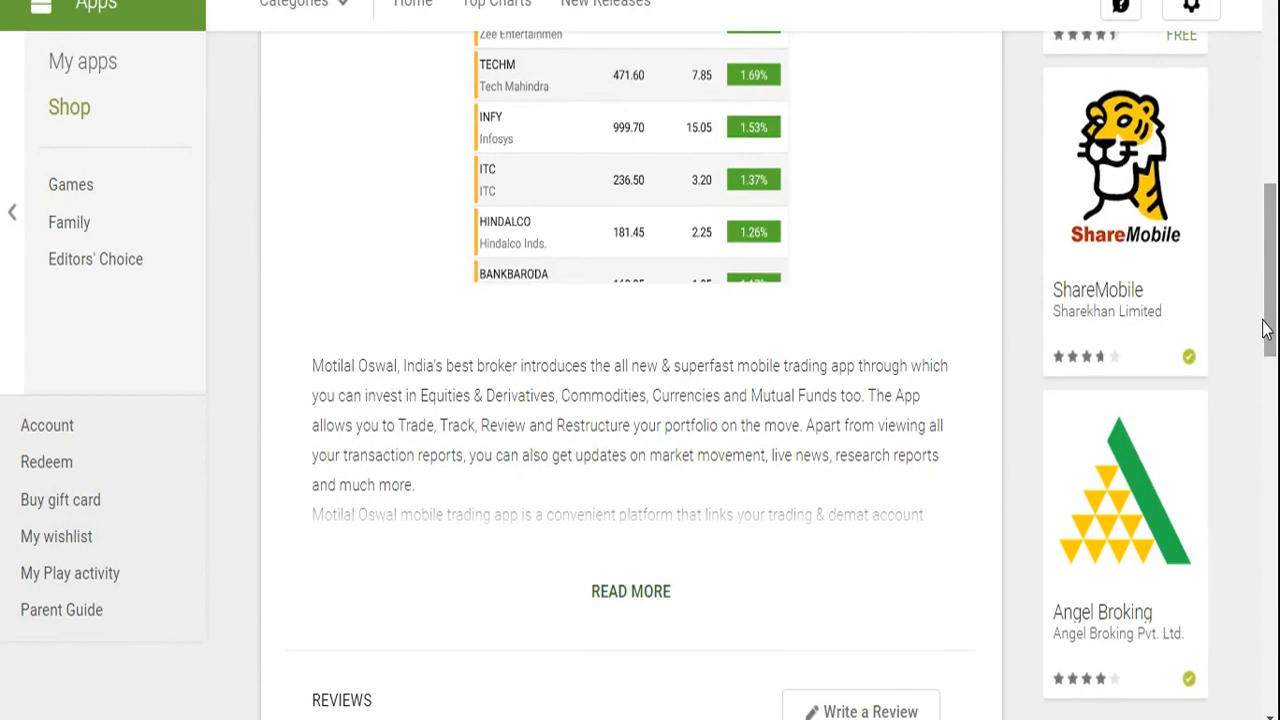 Apps
Categories
Home
Top Charts
New Releases
My apps
Shop
Games
Family
Editors' Choice
Account
Redeem
Buy gift card
My wishlist
My Play activity
Parent Guide
Zee Entertainmen
TECHM 471.60 7.85 1.69%
Tech Mahindra
INFY 999.70 15.05 1.53%
Infosys
ITC 236.50 3.20 1.37%
ITC
HINDALCO 181.45 2.25 1.26%
Hindalco Inds.
BANKBARODA
Motilal Oswal, India's best broker introduces the all new & superfast mobile trading app through which
you can invest in Equities & Derivatives, Commodities, Currencies and Mutual Funds too. The App
allows you to Trade, Track, Review and Restructure your portfolio on the move. Apart from viewing all
your transaction reports, you can also get updates on market movement, live news, research reports
and much more.
Motilal Oswal mobile trading app is a convenient platform that links your trading & demat account
READ MORE
REVIEWS
Write a Review
FREE
ShareMobile
ShareMobile
Sharekhan Limited
Angel Broking
Angel Broking Pvt. Ltd.